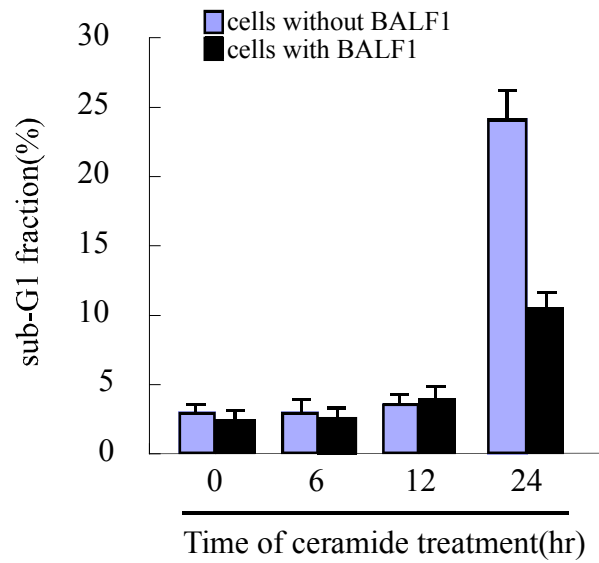 cells without BALF1
cells with BALF1
30
25
20
15
10
5
0
sub-G1 fraction(%)
0 6 12 24
Time of ceramide treatment(hr)